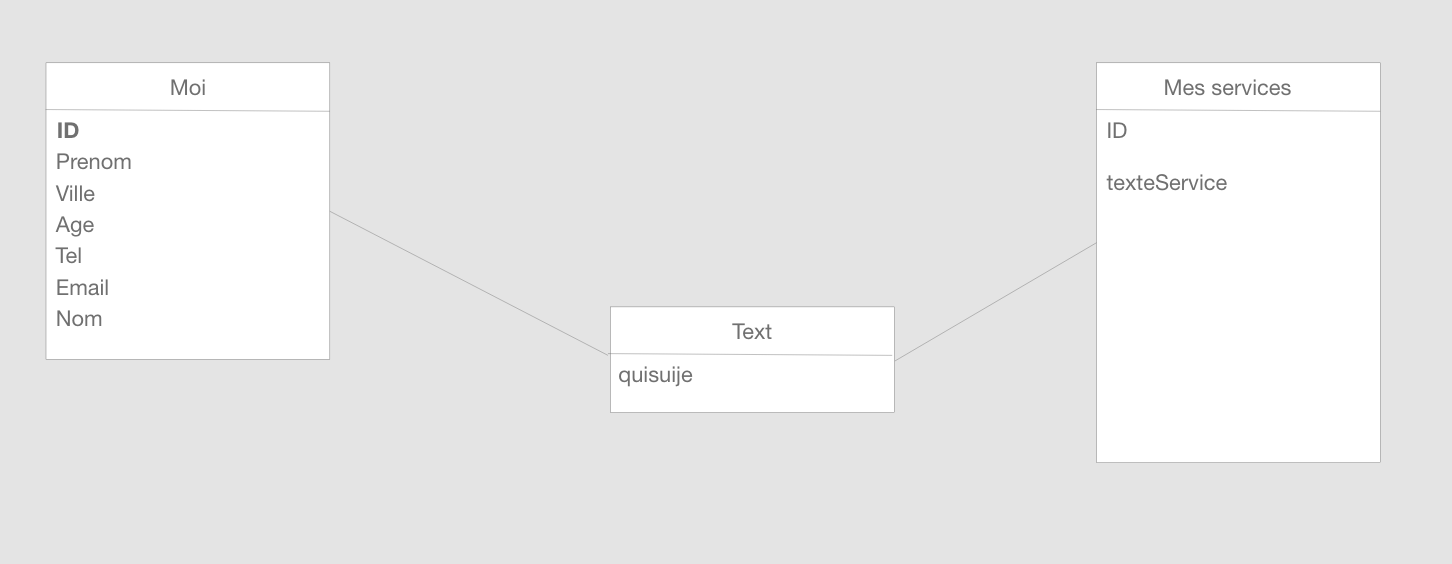 Moi
ID
Prenom
Ville
Age
Tel
Email
Nom
Text
quisuije
Mes services
ID
texteService